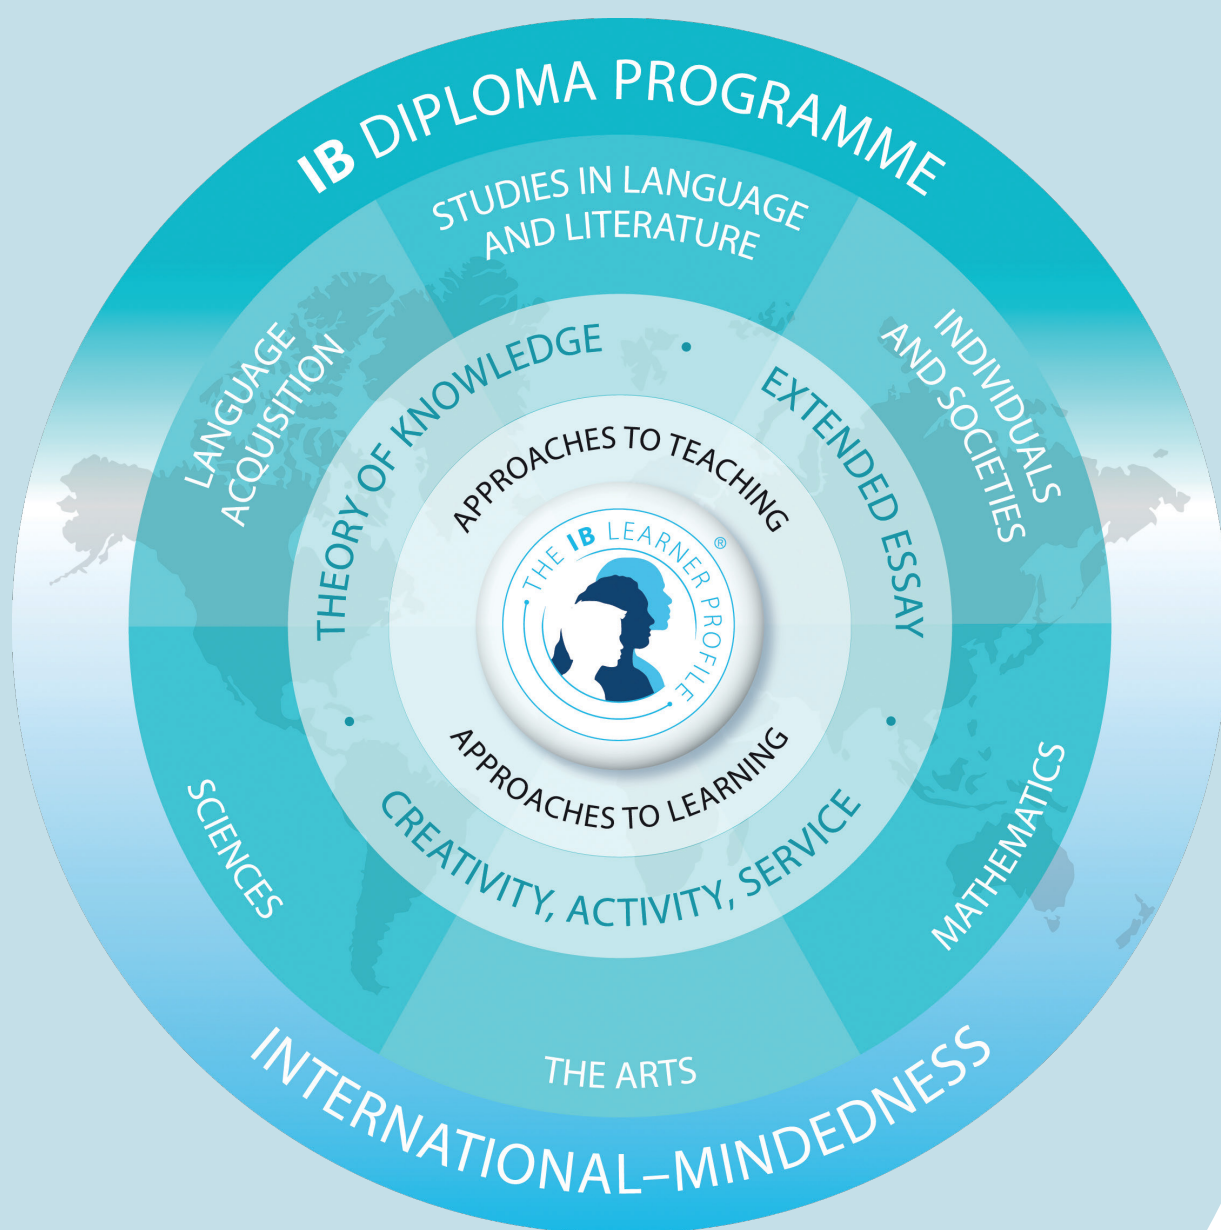 IB DIPLOMA PROGRAMME
STUDIES IN LANGUAGE
AND LITERATURE
LANGUAGE
ACQUISITION
INDIVIDUALS
AND SOCIETIES
THEORY OF KNOWLEDGE
•
EXTENDED ESSAY
•
APPROACHES TO TEACHING
THE IB LEARNER PROFILE ®
APPROACHES TO LEARNING
•
CREATIVITY, ACTIVITY, SERVICE
SCIENCES
MATHEMATICS
THE ARTS
INTERNATIONAL–MINDEDNESS